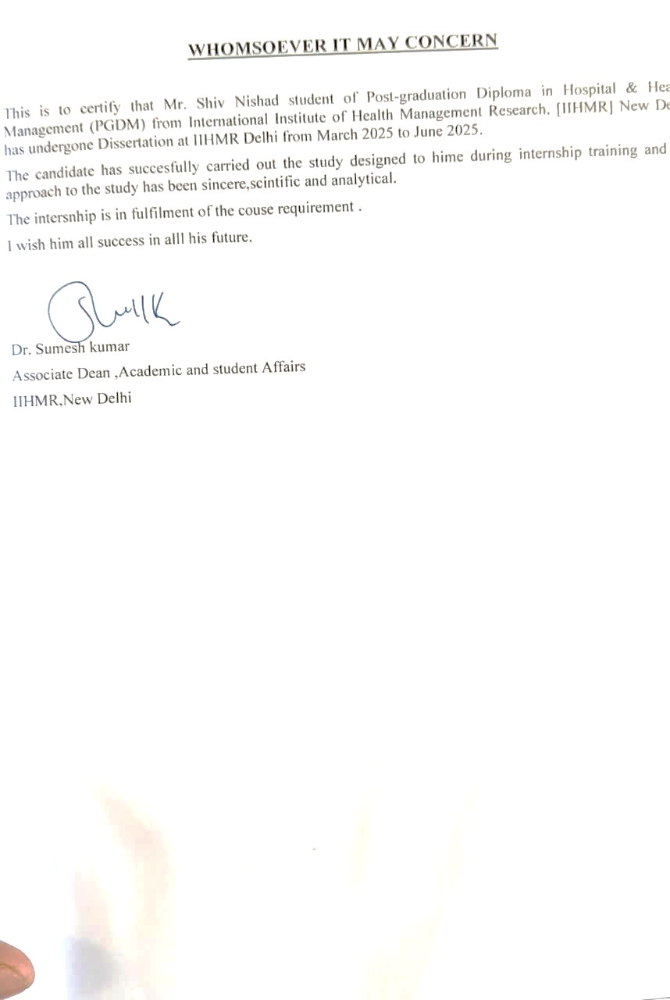 WHOMSOEVER IT MAY CONCERN
This is to certify that Mr. Shiv Nishad student of Post-graduation Diploma in Hospital & Hea
Management (PGDM) from International Institute of Health Management Research, [IIHMR] New De
has undergone Dissertation at IIHMR Delhi from March 2025 to June 2025.
The candidate has succesfully carried out the study designed to hime during internship training and
approach to the study has been sincere,scintific and analytical.
The intersnhip is in fulfilment of the couse requirement .
I wish him all success in alll his future.
Dr. Sumesh kumar
Associate Dean ,Academic and student Affairs
IIHMR,New Delhi